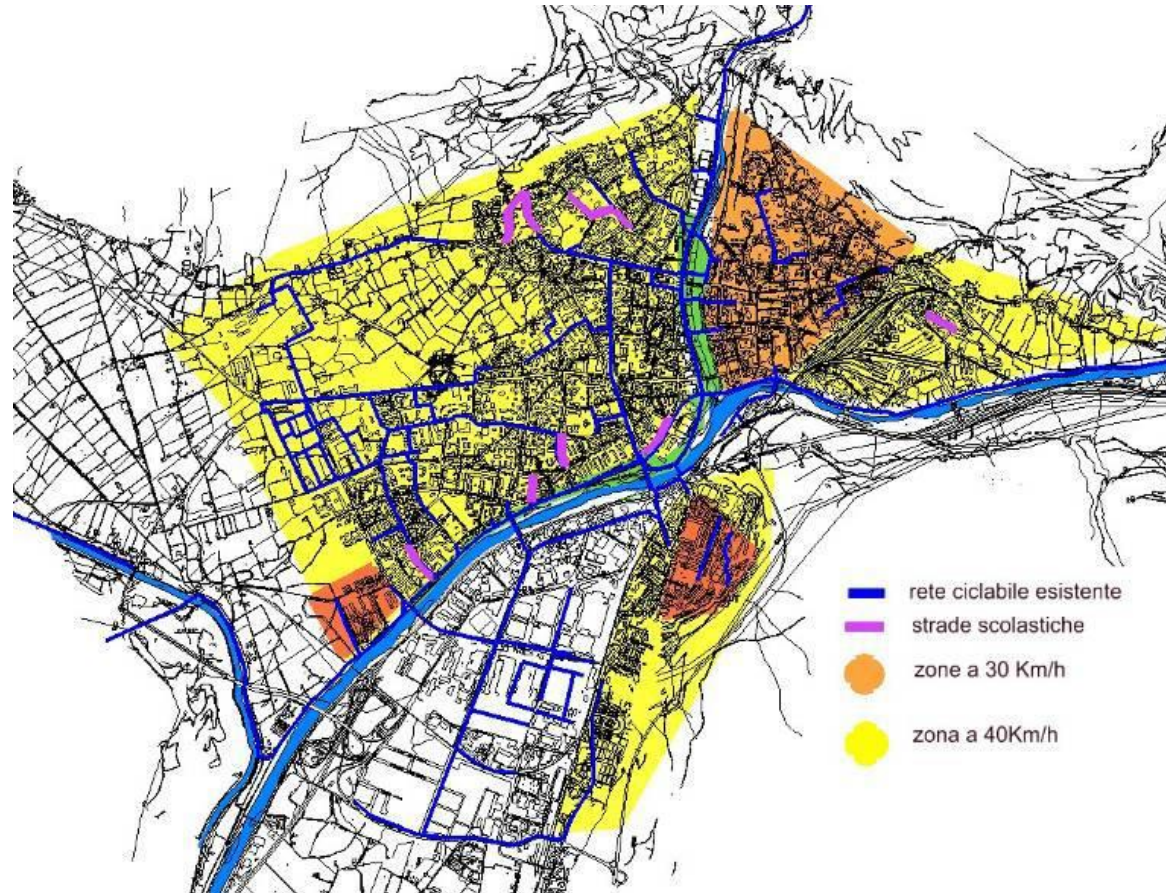 rete ciclabile esistente
strade scolastiche
zone a 30 Km/h
zona a 40Km/h